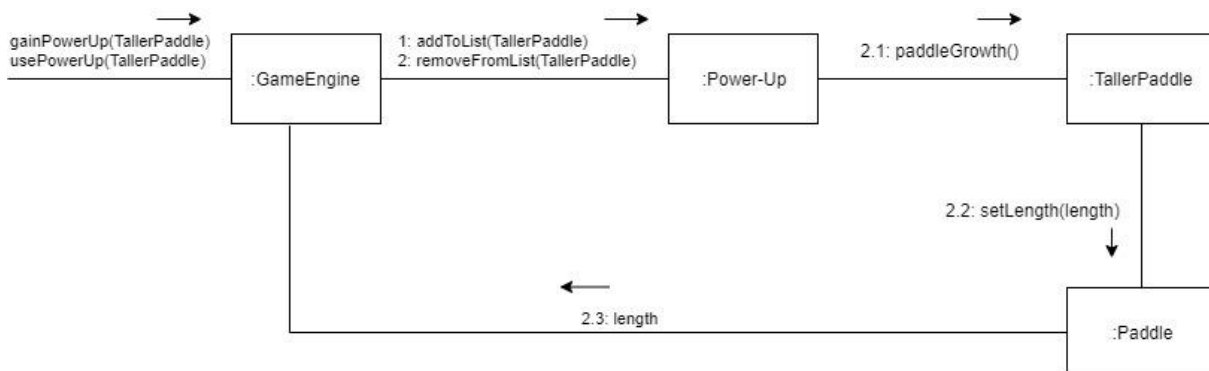 gainPowerUp(TallerPaddle)
usePowerUp(TallerPaddle)
:GameEngine
1: addToList(TallerPaddle)
2: removeFromList(TallerPaddle)
:Power-Up
2.1: paddleGrowth()
:TallerPaddle
2.2: setLength(length)
2.3: length
:Paddle